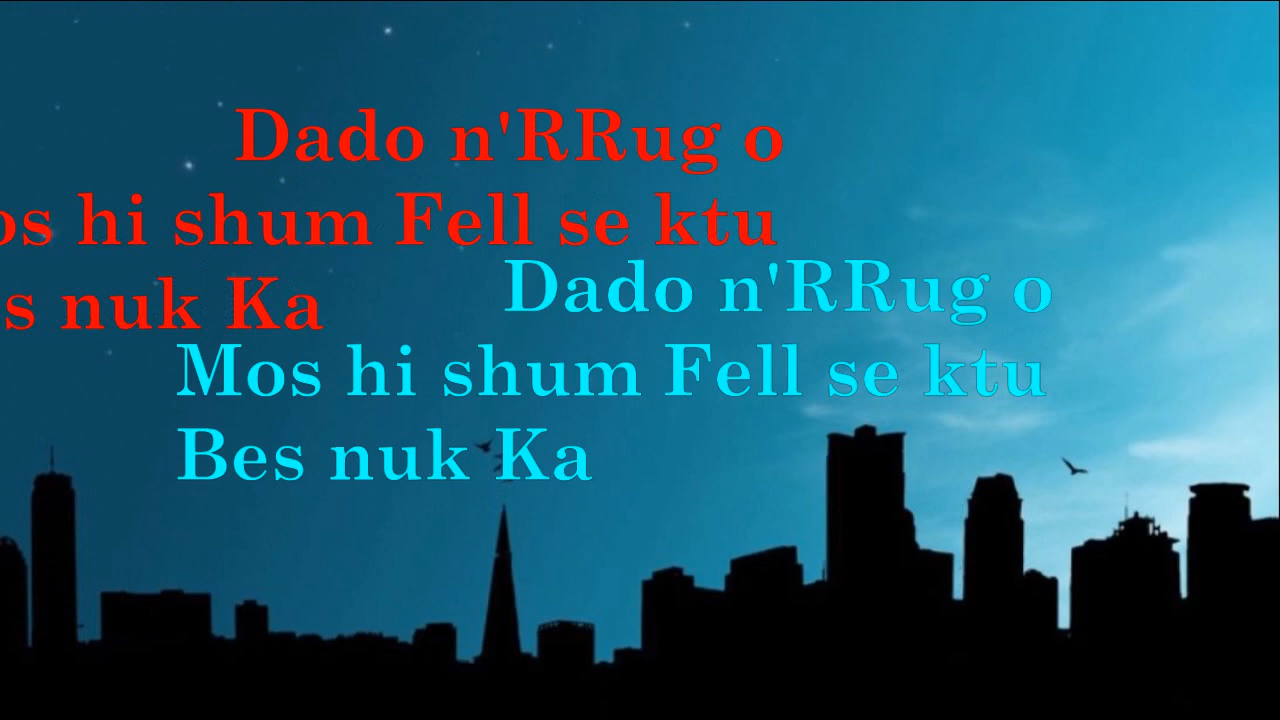 Dado n'RRug o
os hi shum Fell se ktu
s nuk Ka
Dado n'RRug o
Mos hi shum Fell se ktu
Bes nuk Ka